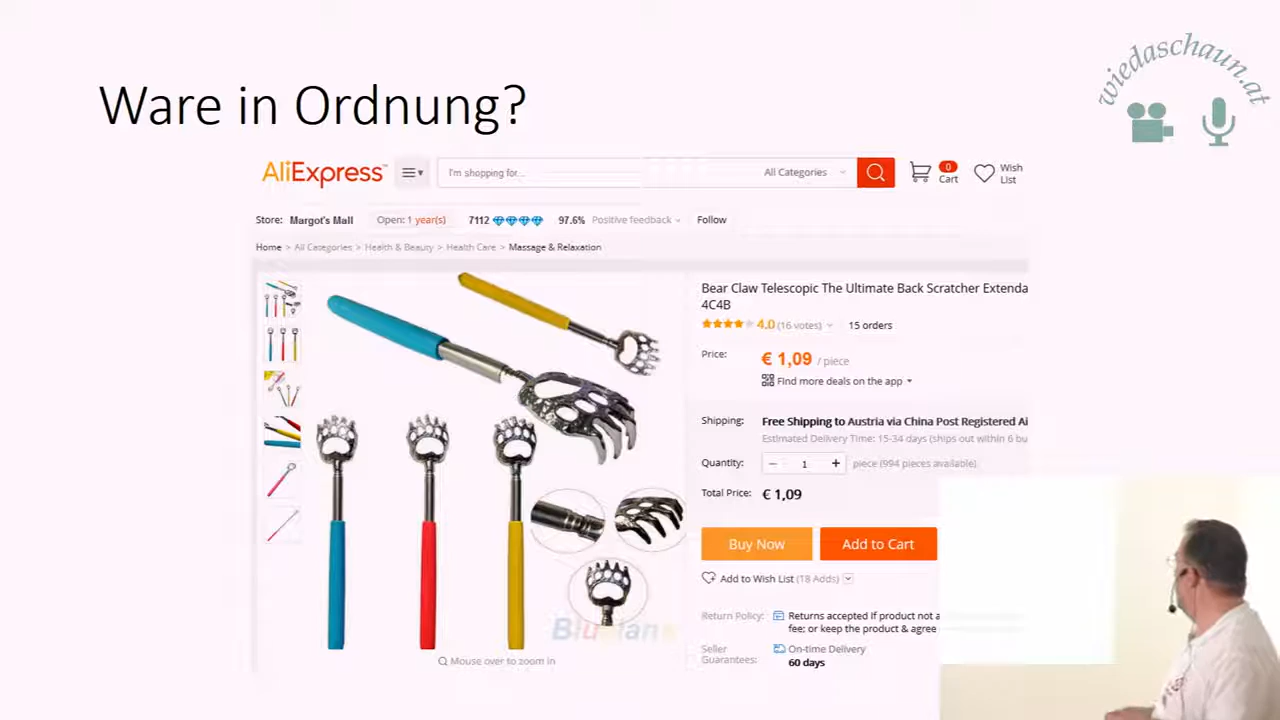 Ware in Ordnung?
wiedaschaun.at
AliExpress™
I'm shopping for...
All Categories
0
Cart
Wish
List
Store: Margot's Mall Open: 1 year(s) 7112 97.6% Positive feedback Follow
Home > All Categories > Health & Beauty > Health Care > Massage & Relaxation
Bear Claw Telescopic The Ultimate Back Scratcher Extenda
4C4B
4.0 (16 votes) 15 orders
Price: € 1,09 / piece
Find more deals on the app
Shipping: Free Shipping to Austria via China Post Registered Ai
Estimated Delivery Time: 15-34 days (ships out within 6 bu
Quantity: − 1 + piece (994 pieces available)
Total Price: € 1,09
Buy Now Add to Cart
Add to Wish List (18 Adds)
Return Policy: Returns accepted if product not a
fee; or keep the product & agree
Seller
Guarantees:
On-time Delivery
60 days
Mouse over to zoom in